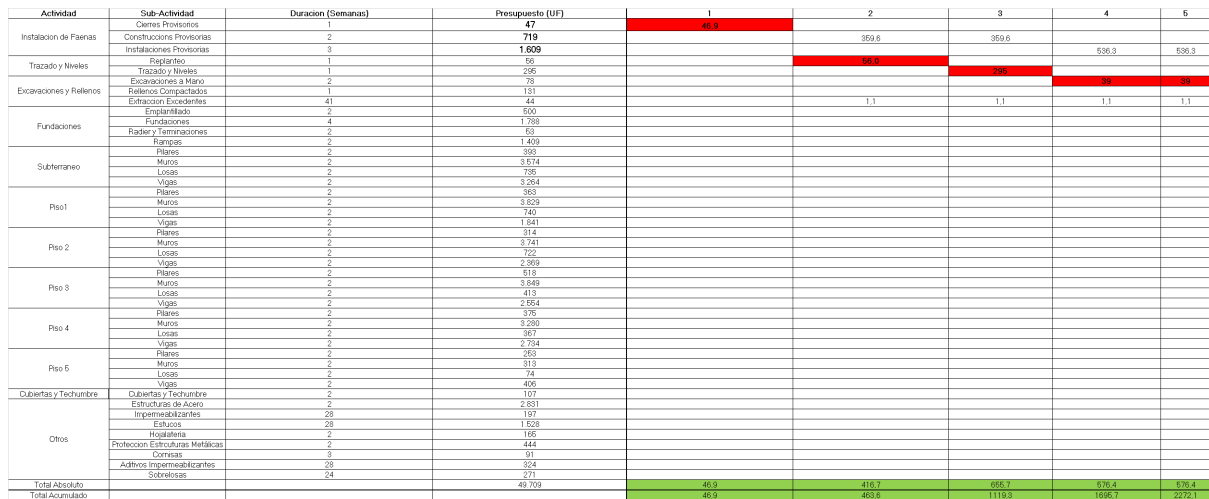 Actividad Sub-Actividad Duracion (Semanas) Presupuesto (UF) 1 2 3 4 5
Instalacion de Faenas
Cierres Provisorios 1 47 46,9
Construccions Provisorias 2 719 359,6 359,6
Instalaciones Provisorias 3 1.609 536,3 536,3
Trazado y Niveles
Replanteo 1 56 56,0
Trazado y Niveles 1 295 295
Excavaciones y Rellenos
Excavaciones a Mano 2 78 39 39
Rellenos Compactados 1 131
Extraccion Excedentes 41 44 1,1 1,1 1,1 1,1
Fundaciones
Emplantillado 2 500
Fundaciones 4 1.788
Radier y Terminaciones 2 53
Rampas 2 1.409
Subterraneo
Pilares 2 393
Muros 2 3.574
Losas 2 735
Vigas 2 3.264
Piso1
Pilares 2 363
Muros 2 3.829
Losas 2 740
Vigas 2 1.841
Piso 2
Pilares 2 314
Muros 2 3.741
Losas 2 722
Vigas 2 2.369
Piso 3
Pilares 2 518
Muros 2 3.849
Losas 2 413
Vigas 2 2.554
Piso 4
Pilares 2 375
Muros 2 3.280
Losas 2 367
Vigas 2 2.734
Piso 5
Pilares 2 253
Muros 2 313
Losas 2 74
Vigas 2 406
Cubiertas y Techumbre Cubiertas y Techumbre 2 107
Otros
Estructuras de Acero 2 2.831
Impermeabilizantes 28 197
Estucos 28 1.528
Hojalateria 2 165
Proteccion Estrcuturas Metálicas 2 444
Cornisas 3 91
Aditivos Impermeabilizantes 28 324
Sobrelosas 24 271
Total Absoluto 49.709 46,9 416,7 655,7 576,4 576,4
Total Acumulado 46,9 463,6 1119,3 1695,7 2272,1